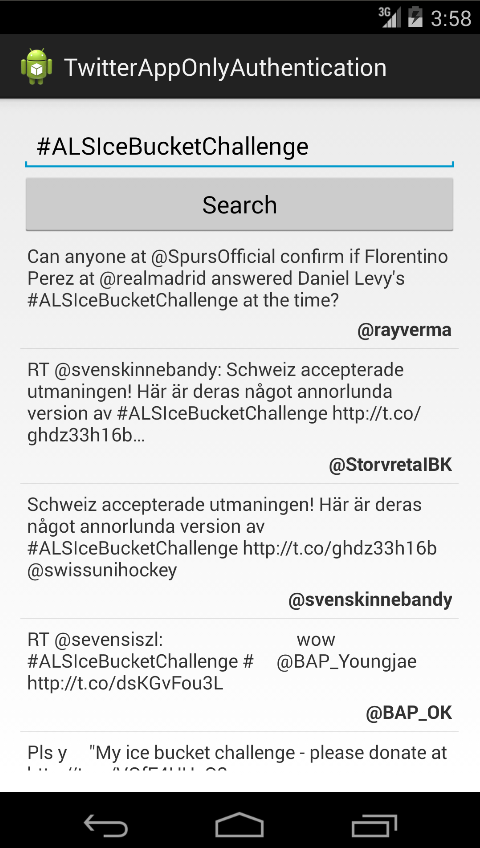 3G 3:58
TwitterAppOnlyAuthentication
#ALSIceBucketChallenge
Search
Can anyone at @SpursOfficial confirm if Florentino
Perez at @realmadrid answered Daniel Levy's
#ALSIceBucketChallenge at the time?
@rayverma
RT @svenskinnebandy: Schweiz accepterade
utmaningen! Här är deras något annorlunda
version av #ALSIceBucketChallenge http://t.co/
ghdz33h16b…
@StorvretaIBK
Schweiz accepterade utmaningen! Här är deras
något annorlunda version av
#ALSIceBucketChallenge http://t.co/ghdz33h16b
@swissunihockey
@svenskinnebandy
RT @sevensiszl: wow
#ALSIceBucketChallenge # @BAP_Youngjae
http://t.co/dsKGvFou3L
@BAP_OK
Pls y "My ice bucket challenge - please donate at